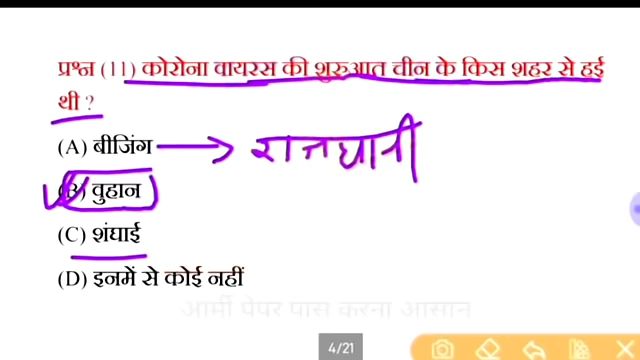 प्रश्न (11) कोरोना वायरस की शुरुआत चीन के किस शहर से हुई
थी ?
(A) बीजिंग → राजधानी
(B) वुहान
(C) शंघाई
(D) इनमें से कोई नहीं
आर्मी पेपर पास करना आसान
4/21